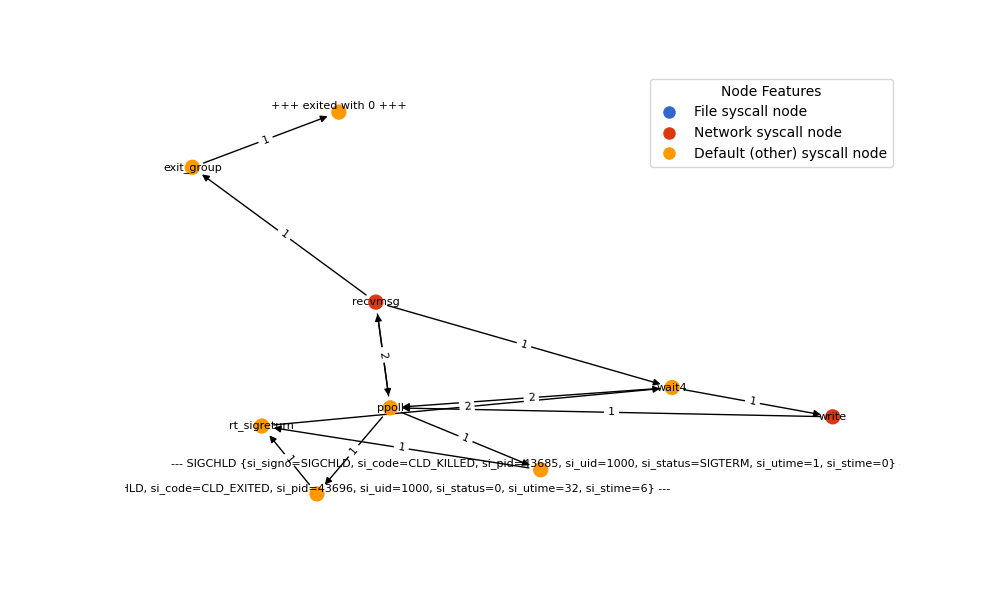 Node Features
File syscall node
Network syscall node
Default (other) syscall node
+++ exited with 0 +++
1
exit_group
1
recvmsg
1
2
wait4
2
2
1
ppoll
1
write
rt_sigreturn
1
1
1
1
--- SIGCHLD {si_signo=SIGCHLD, si_code=CLD_KILLED, si_pid=43685, si_uid=1000, si_status=SIGTERM, si_utime=1, si_stime=0}
HLD, si_code=CLD_EXITED, si_pid=43696, si_uid=1000, si_status=0, si_utime=32, si_stime=6} ---